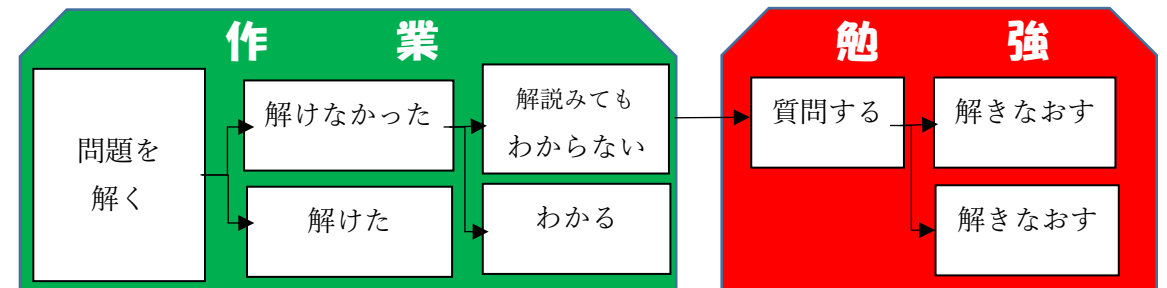 作業
問題を
解く
解けなかった
解けた
解説みても
わからない
わかる
勉強
質問する
解きなおす
解きなおす